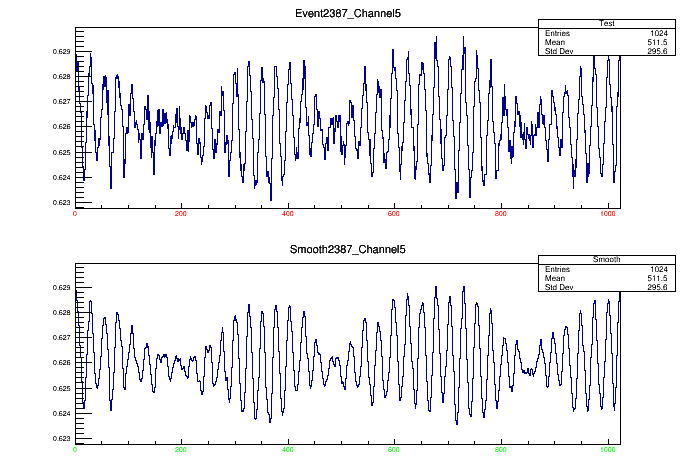 Event2387_Channel5
Test
Entries 1024
Mean 511.5
Std Dev 295.6
0.629
0.628
0.627
0.626
0.625
0.624
0.623
0 200 400 600 800 1000
Smooth2387_Channel5
Smooth
Entries 1024
Mean 511.5
Std Dev 295.6
0.629
0.628
0.627
0.626
0.625
0.624
0.623
0 200 400 600 800 1000